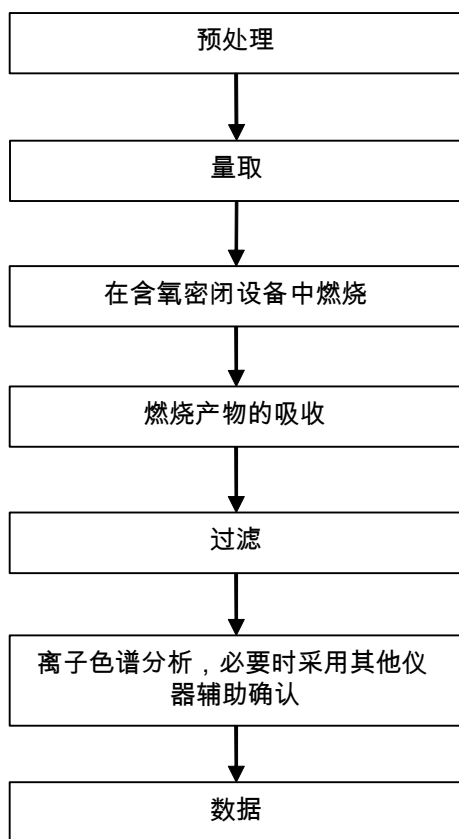 预处理
量取
在含氧密闭设备中燃烧
燃烧产物的吸收
过滤
离子色谱分析，必要时采用其他仪
器辅助确认
数据